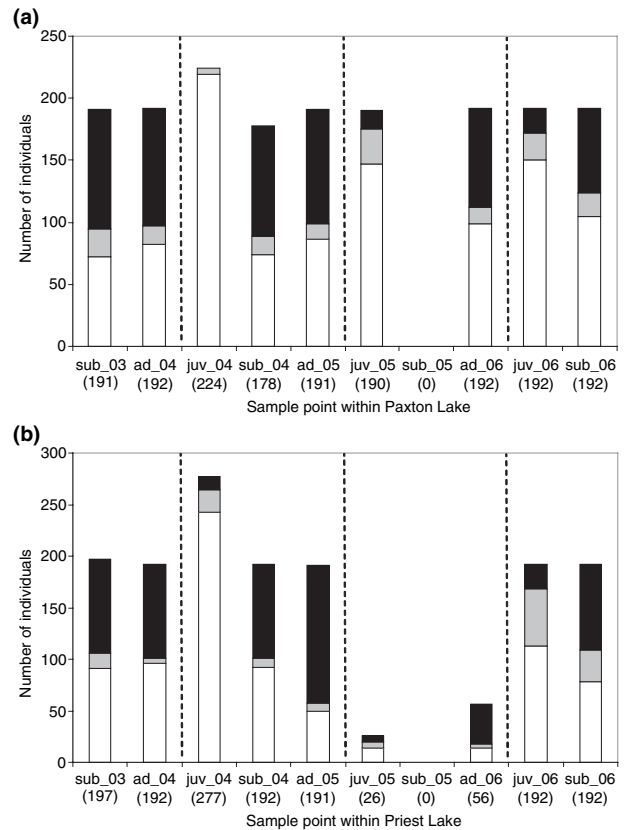 (a)
250
200
150
100
50
0
Number of individuals
sub_03 ad_04 juv_04 sub_04 ad_05 juv_05 sub_05 ad_06 juv_06 sub_06
(191) (192) (224) (178) (191) (190) (0) (192) (192) (192)
Sample point within Paxton Lake
(b)
300
250
200
150
100
50
0
Number of individuals
sub_03 ad_04 juv_04 sub_04 ad_05 juv_05 sub_05 ad_06 juv_06 sub_06
(197) (192) (277) (192) (191) (26) (0) (56) (192) (192)
Sample point within Priest Lake